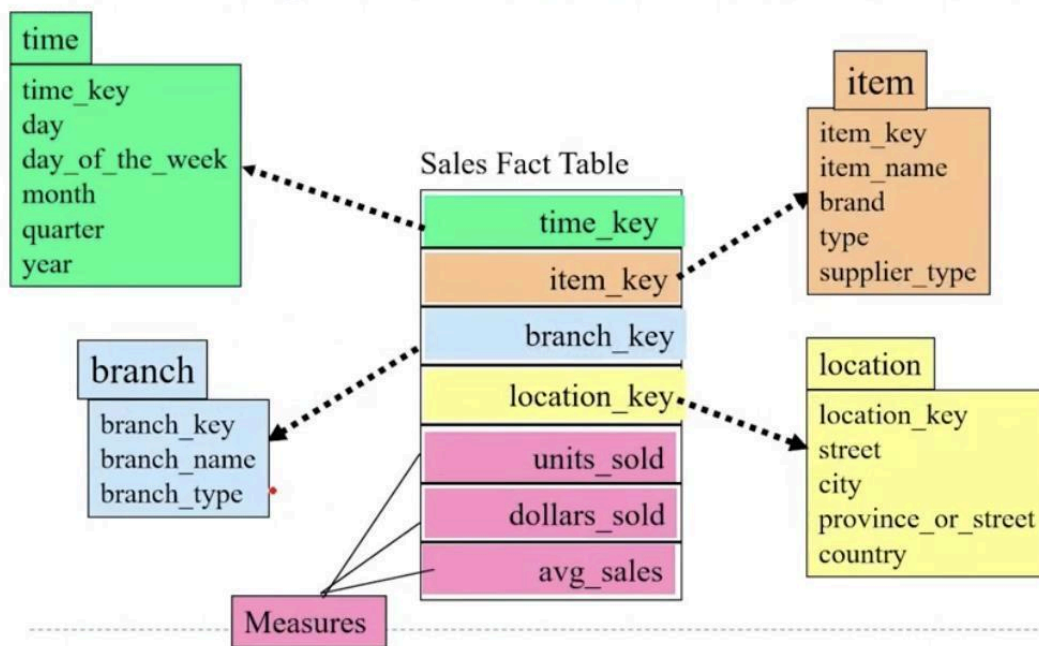 time
time_key
day
day_of_the_week
month
quarter
year
item
item_key
item_name
brand
type
supplier_type
Sales Fact Table
time_key
item_key
branch_key
location_key
units_sold
dollars_sold
avg_sales
branch
branch_key
branch_name
branch_type
location
location_key
street
city
province_or_street
country
Measures